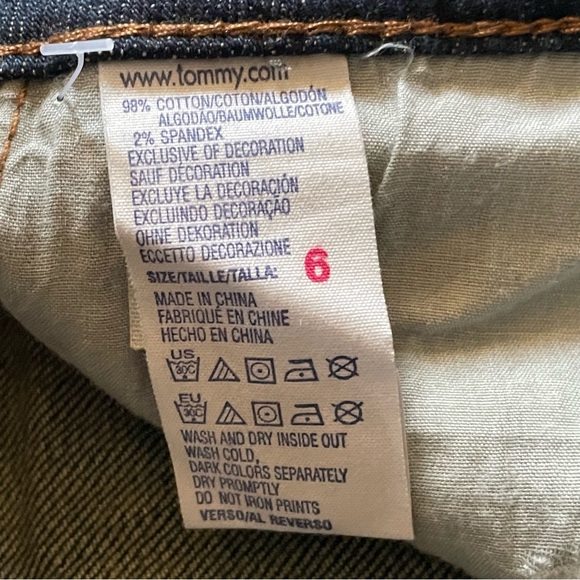 www.tommy.com
98% COTTON/COTON/ALGODÓN
ALGODAO/BAUMWOLLE/COTONE
2% SPANDEX
EXCLUSIVE OF DECORATION
SAUF DECORATION
EXCLUYE LA DECORACIÓN
EXCLUINDO DECORAÇÃO
OHNE DEKORATION
ECCETTO DECORAZIONE
SIZE/TAILLE/TALLA: 6
MADE IN CHINA
FABRIQUÉ EN CHINE
HECHO EN CHINA
US
30C
EU
30C
WASH AND DRY INSIDE OUT
WASH COLD,
DARK COLORS SEPARATELY
DRY PROMPTLY
DO NOT IRON PRINTS
VERSO/AL REVERSO